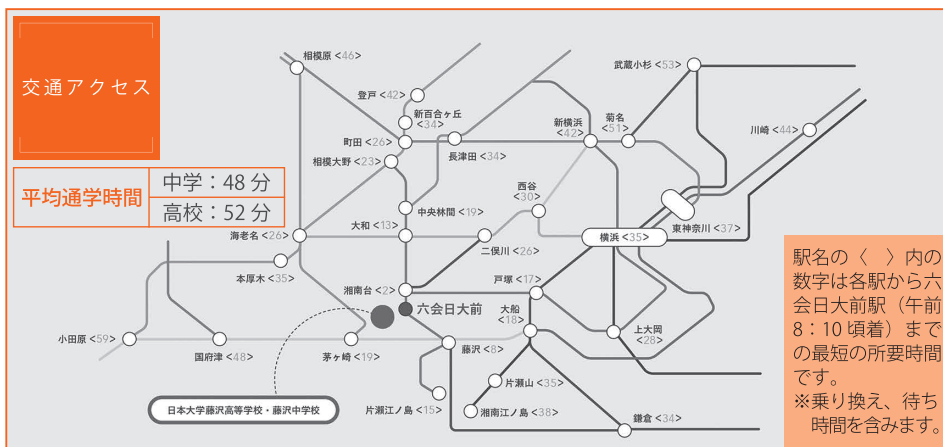 交通アクセス
平均通学時間
中学：48 分
高校：52 分
相模原 <46>
登戸 <42>
新百合ヶ丘
<34>
町田 <26>
相模大野 <23>
長津田 <34>
武蔵小杉 <53>
新横浜
<42>
菊名
<51>
川崎 <44>
西谷
<30>
中央林間 <19>
大和 <13>
海老名 <26>
二俣川 <26>
横浜 <35>
東神奈川 <37>
本厚木 <35>
湘南台 <2>
戸塚 <17>
六会日大前
大船
<18>
上大岡
<28>
小田原 <59>
国府津 <48>
茅ヶ崎 <19>
藤沢 <8>
片瀬山 <35>
片瀬江ノ島 <15>
湘南江ノ島 <38>
鎌倉 <34>
日本大学藤沢高等学校・藤沢中学校
駅名の〈　〉内の
数字は各駅から六
会日大前駅（午前
8：10 頃着）まで
の最短の所要時間
です。
※乗り換え、待ち
時間を含みます。